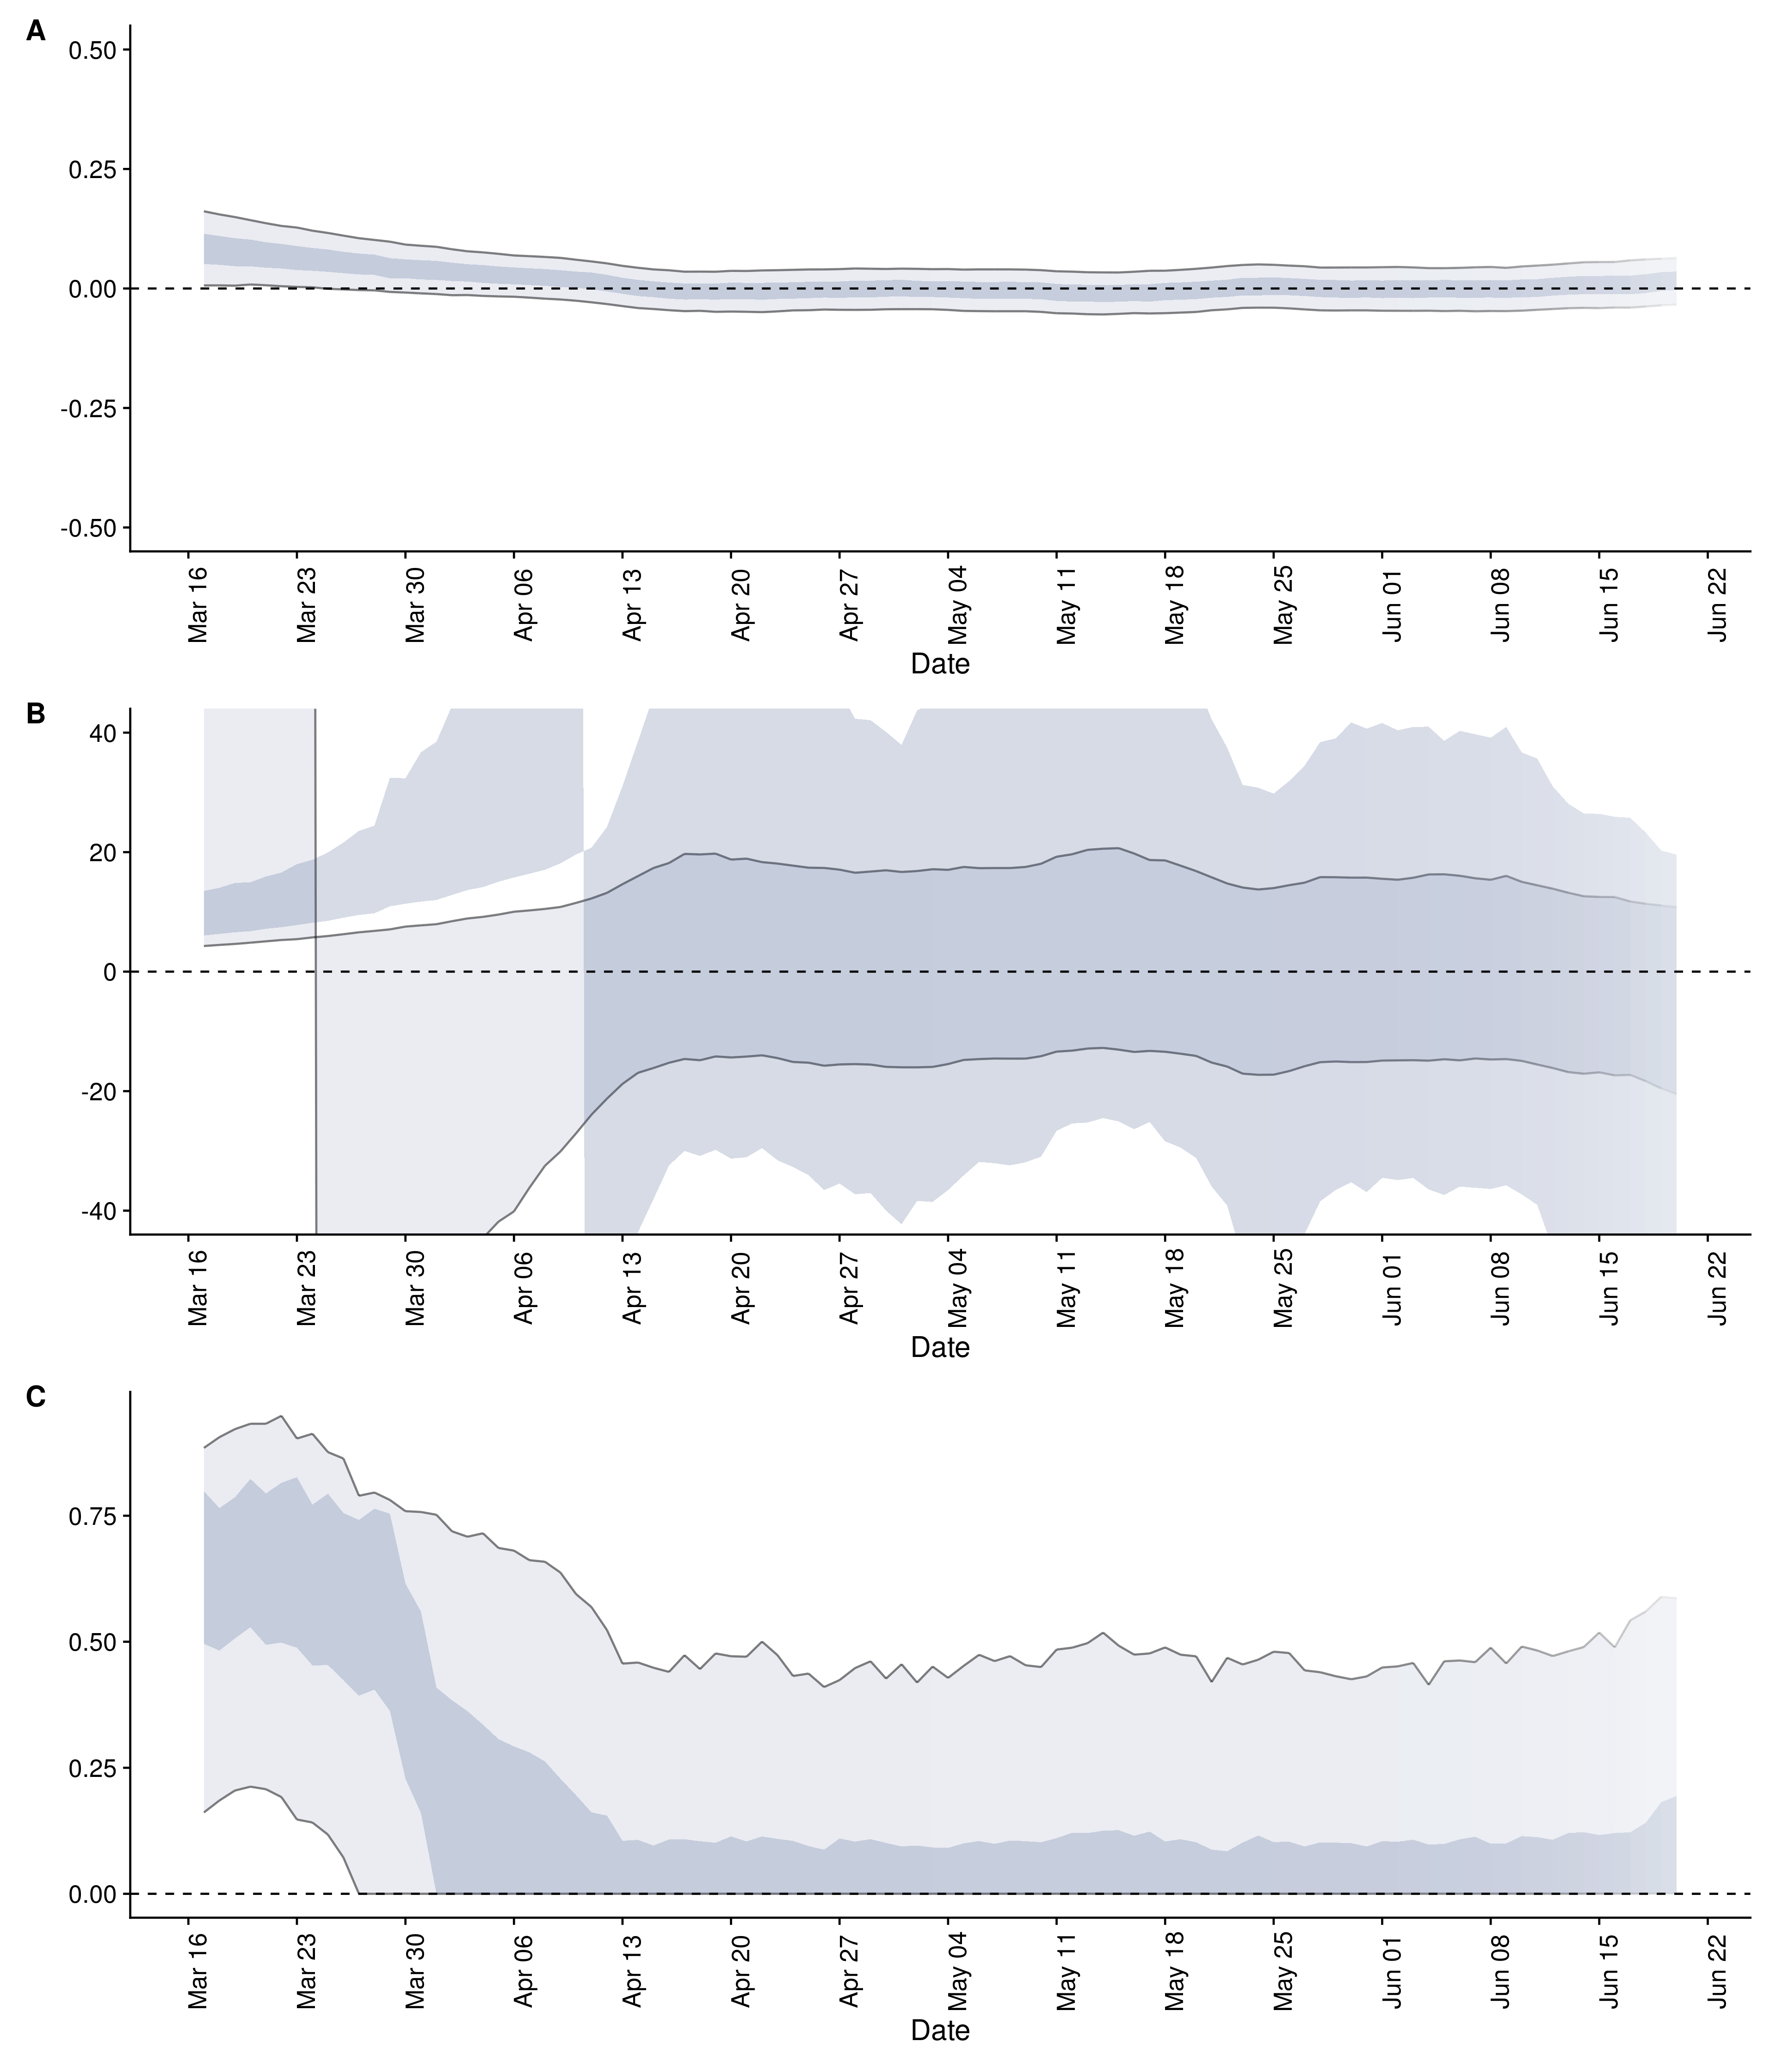 A
0.50
0.25
0.00
-0.25
-0.50
Mar 16
Mar 23
Mar 30
Apr 06
Apr 13
Apr 20
Apr 27
May 04
May 11
May 18
May 25
Jun 01
Jun 08
Jun 15
Jun 22
Date
B
40
20
0
-20
-40
Mar 16
Mar 23
Mar 30
Apr 06
Apr 13
Apr 20
Apr 27
May 04
May 11
May 18
May 25
Jun 01
Jun 08
Jun 15
Jun 22
Date
C
0.75
0.50
0.25
0.00
Mar 16
Mar 23
Mar 30
Apr 06
Apr 13
Apr 20
Apr 27
May 04
May 11
May 18
May 25
Jun 01
Jun 08
Jun 15
Jun 22
Date